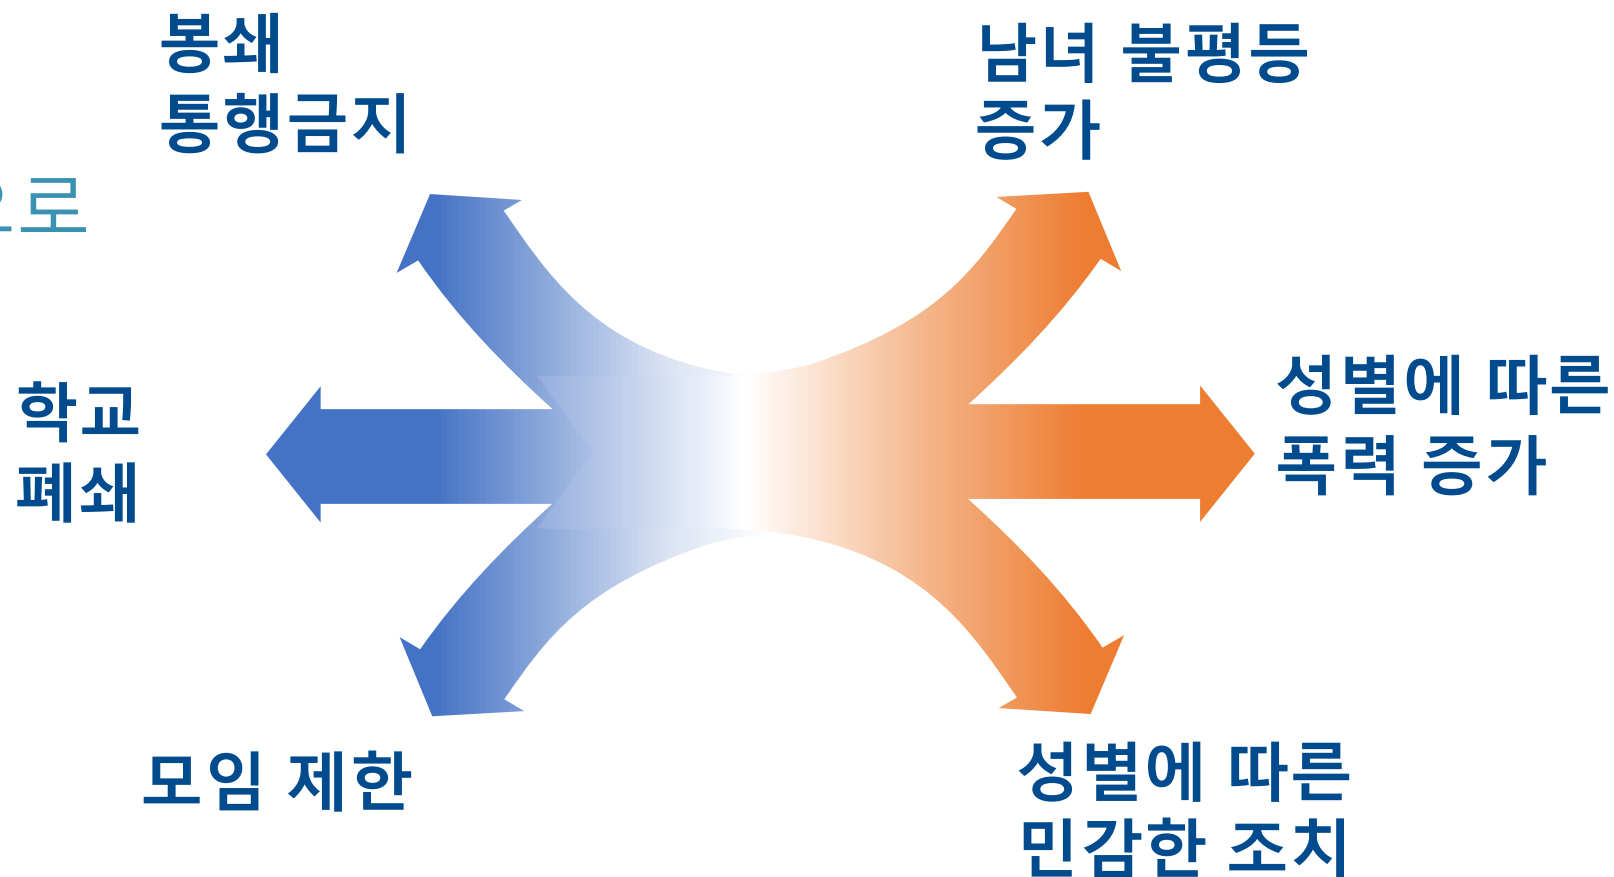 봉쇄
통행금지
남녀 불평등
증가
으로
학교
폐쇄
성별에 따른
폭력 증가
모임 제한
성별에 따른
민감한 조치